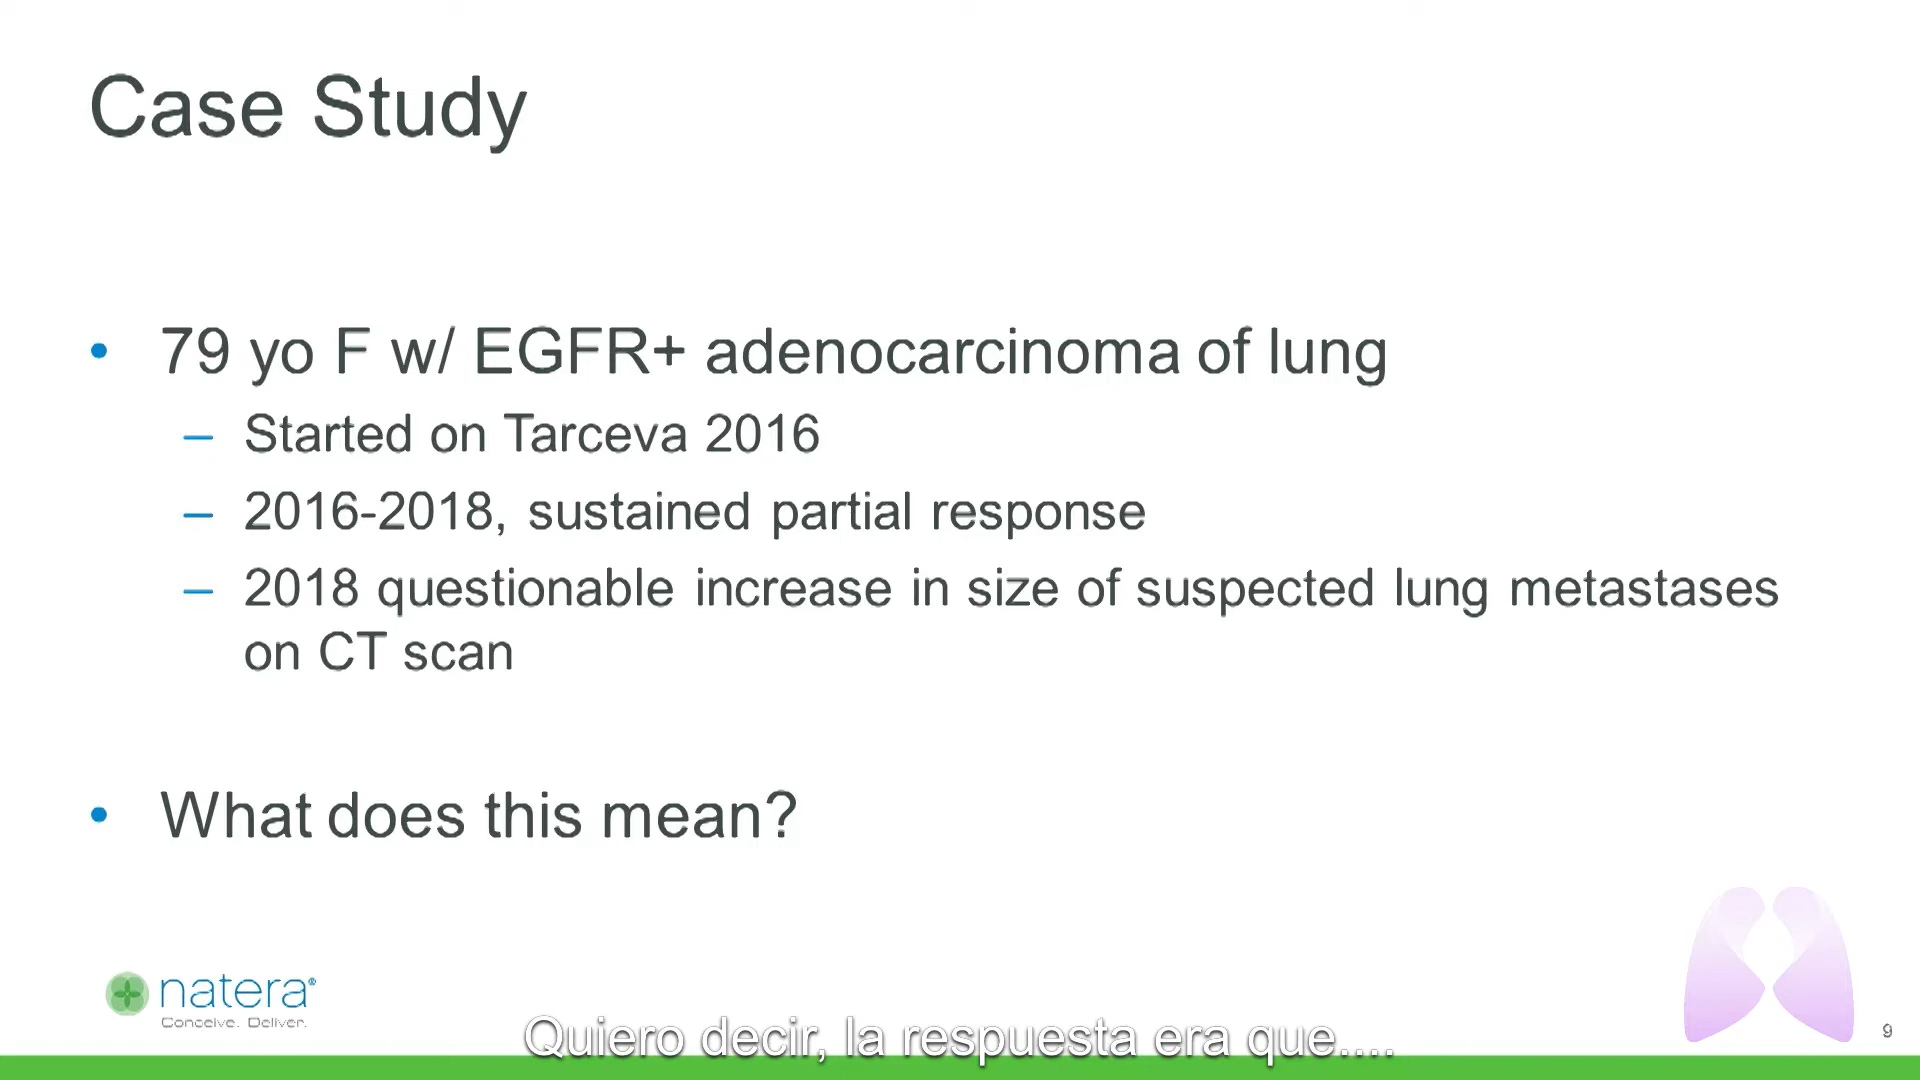 Case Study
• 79 yo F w/ EGFR+ adenocarcinoma of lung
– Started on Tarceva 2016
– 2016-2018, sustained partial response
– 2018 questionable increase in size of suspected lung metastases
on CT scan
• What does this mean?
natera®
Conceive. Deliver.
Quiero decir, la respuesta era que....
9